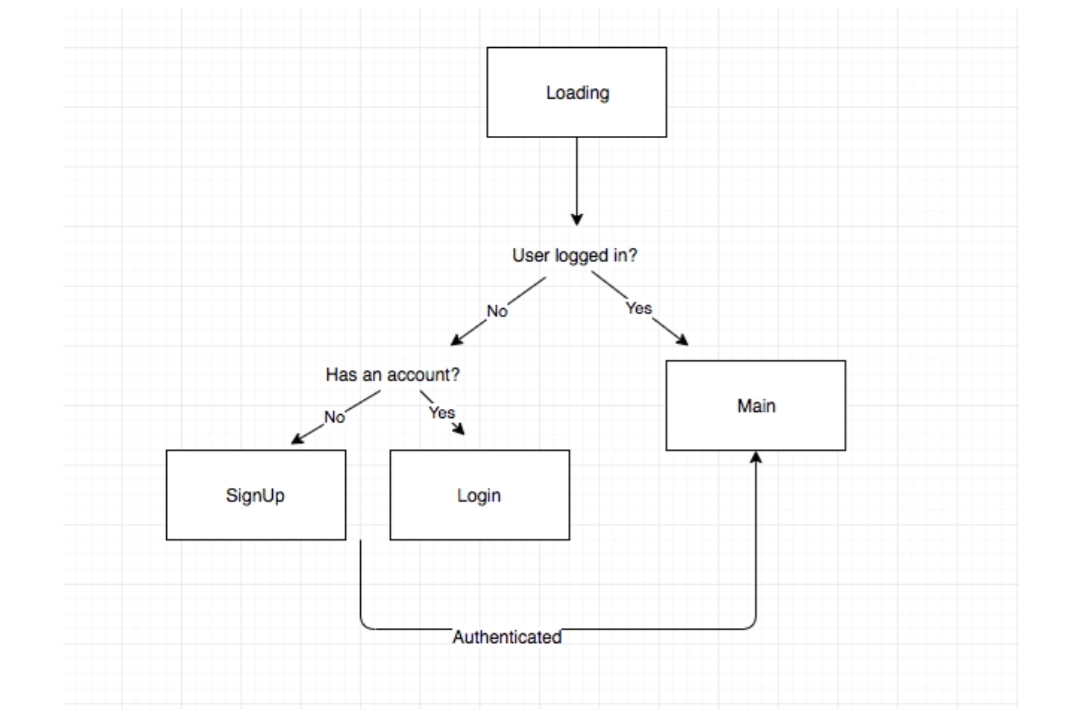 Loading
User logged in?
No
Yes
Has an account?
No
Yes
Main
SignUp
Login
Authenticated